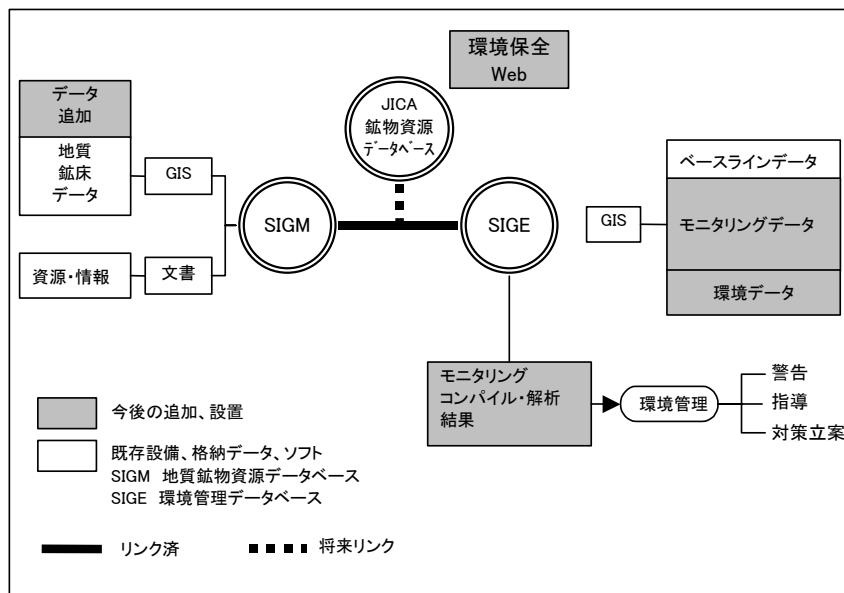 環境保全
Web
データ
追加
地質
鉱床
データ
GIS
JICA
鉱物資源
データベース
SIGM
SIGE
資源・情報
文書
GIS
ベースラインデータ
モニタリングデータ
環境データ
モニタリング
コンパイル・解析
結果
環境管理
警告
指導
対策立案
今後の追加、設置
既存設備、格納データ、ソフト
SIGM 地質鉱物資源データベース
SIGE 環境管理データベース
リンク済
将来リンク